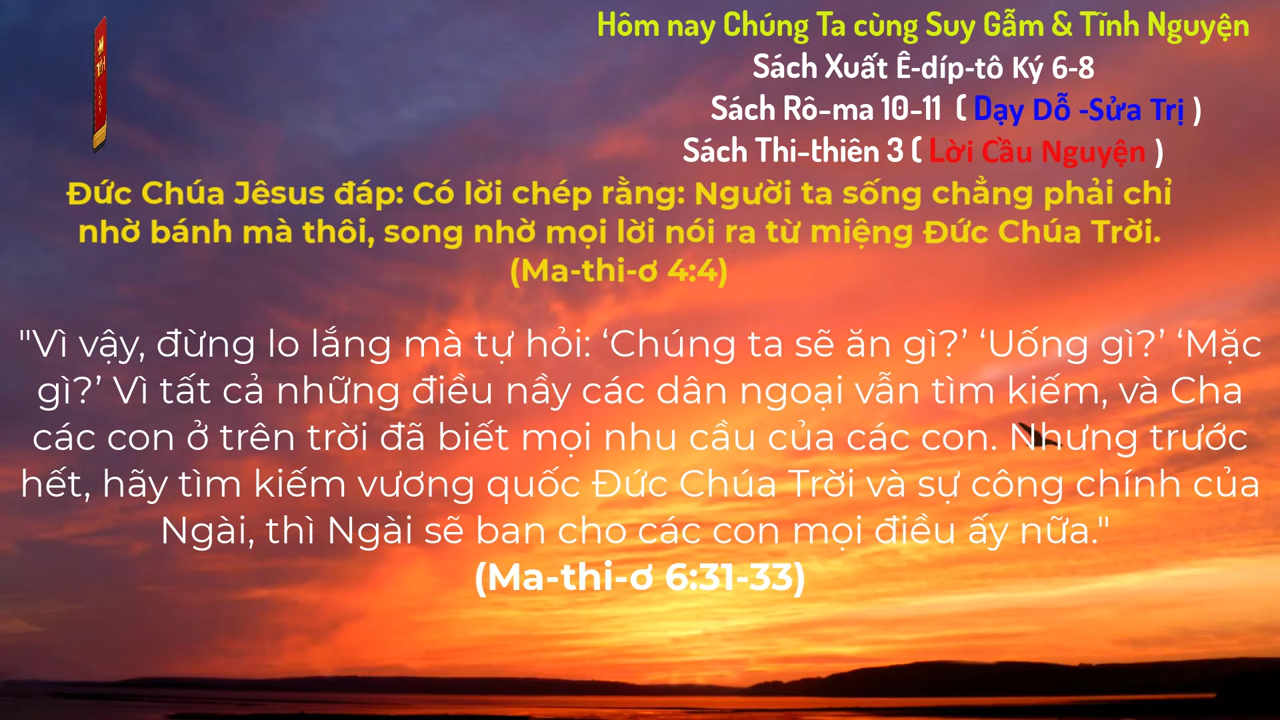 Hôm nay Chúng Ta cùng Suy Gẫm & Tĩnh Nguyện
Sách Xuất Ê-díp-tô Ký 6-8
Sách Rô-ma 10-11 ( Dạy Dỗ -Sửa Trị )
Sách Thi-thiên 3 ( Lời Cầu Nguyện )
Đức Chúa Jêsus đáp: Có lời chép rằng: Người ta sống chẳng phải chỉ
nhờ bánh mà thôi, song nhờ mọi lời nói ra từ miệng Đức Chúa Trời.
(Ma-thi-ơ 4:4)
"Vì vậy, đừng lo lắng mà tự hỏi: ‘Chúng ta sẽ ăn gì?’ ‘Uống gì?’ ‘Mặc
gì?’ Vì tất cả những điều nầy các dân ngoại vẫn tìm kiếm, và Cha
các con ở trên trời đã biết mọi nhu cầu của các con. Nhưng trước
hết, hãy tìm kiếm vương quốc Đức Chúa Trời và sự công chính của
Ngài, thì Ngài sẽ ban cho các con mọi điều ấy nữa."
(Ma-thi-ơ 6:31-33)